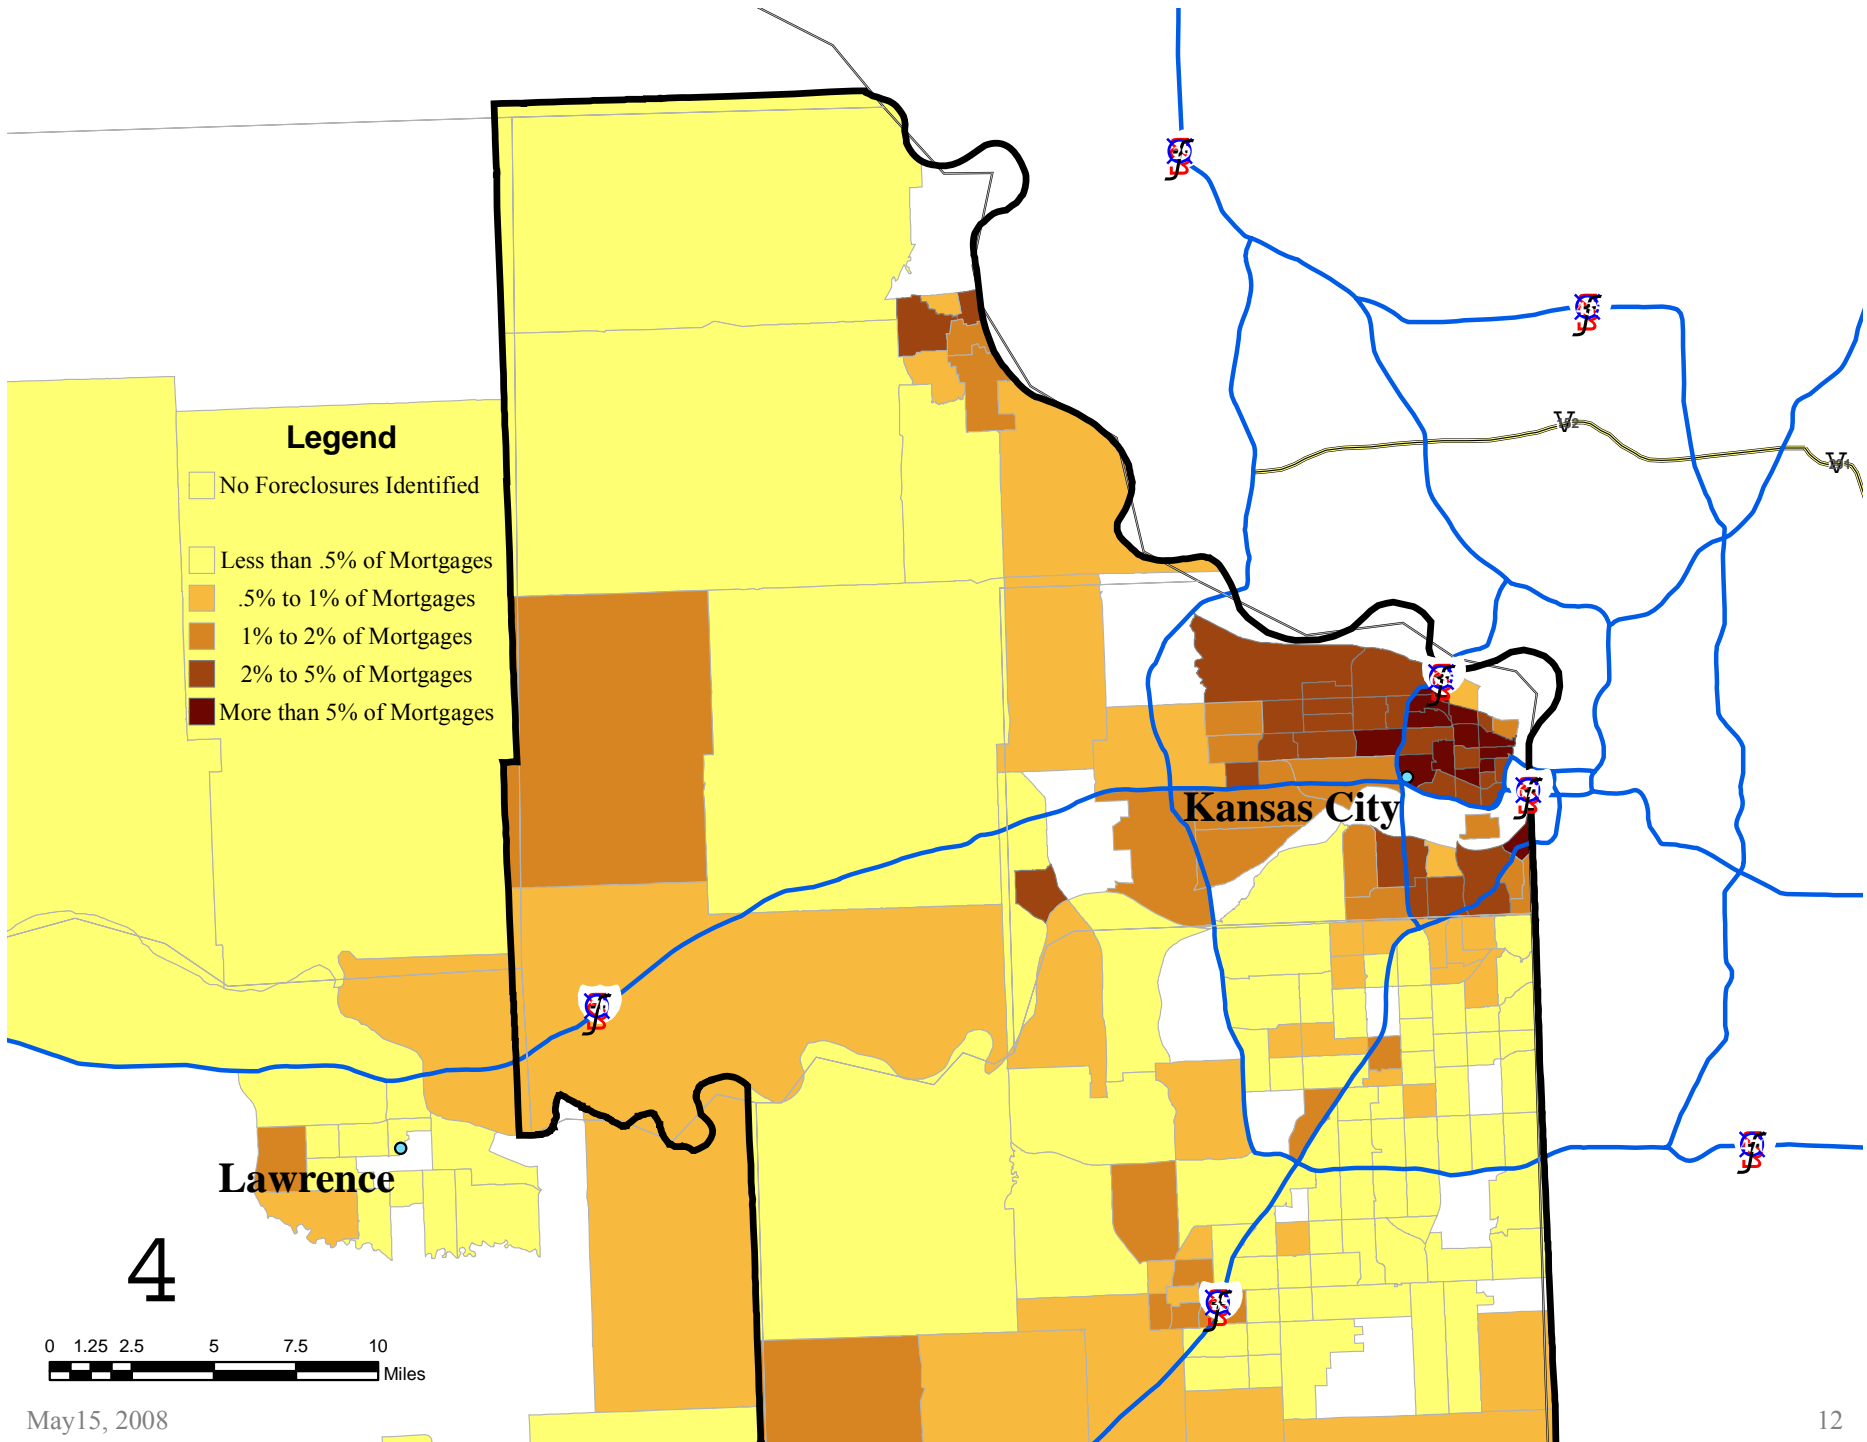 Legend
No Foreclosures Identified
Less than .5% of Mortgages
.5% to 1% of Mortgages
1% to 2% of Mortgages
2% to 5% of Mortgages
More than 5% of Mortgages
Kansas City
Lawrence
4
0 1.25 2.5 5 7.5 10
Miles
May15, 2008
12